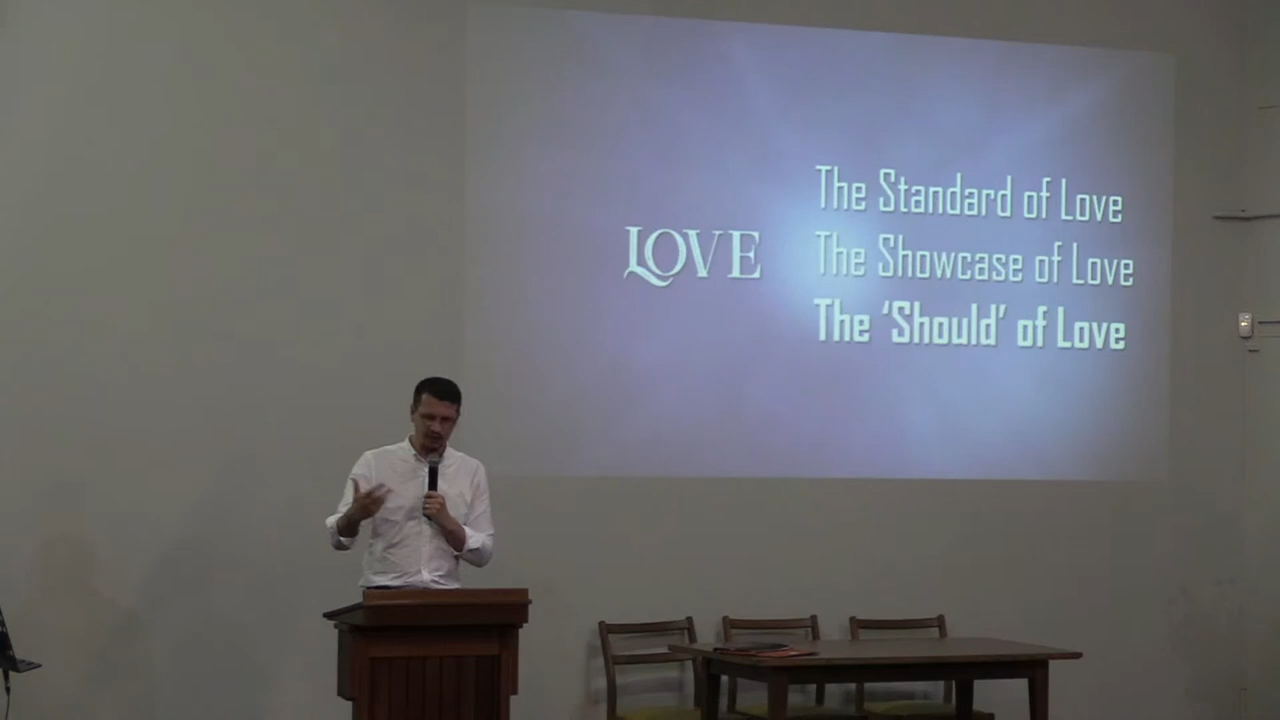 LOVE
The Standard of Love
The Showcase of Love
The ‘Should’ of Love